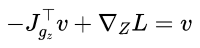 $-J_{g_z}^{\top} v + \nabla_Z L = v$